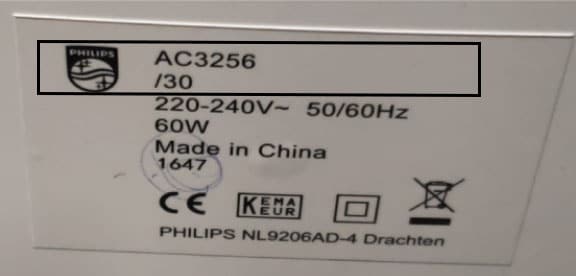 PHILIPS
AC3256
/30
220-240V~ 50/60Hz
60W
Made in China
1647
CE KEMA
KEUR
PHILIPS NL9206AD-4 Drachten